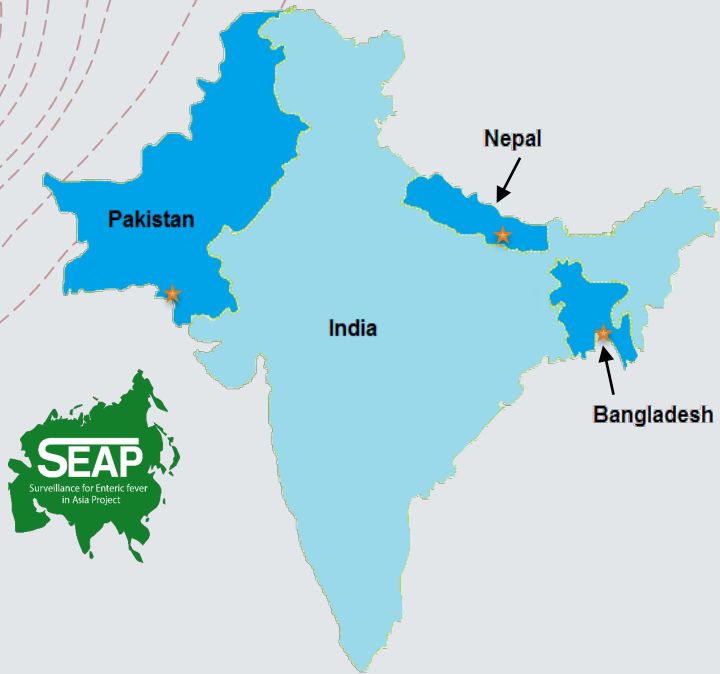 Nepal
Pakistan
India
Bangladesh
SEAP
Surveillance for Enteric fever
in Asia Project